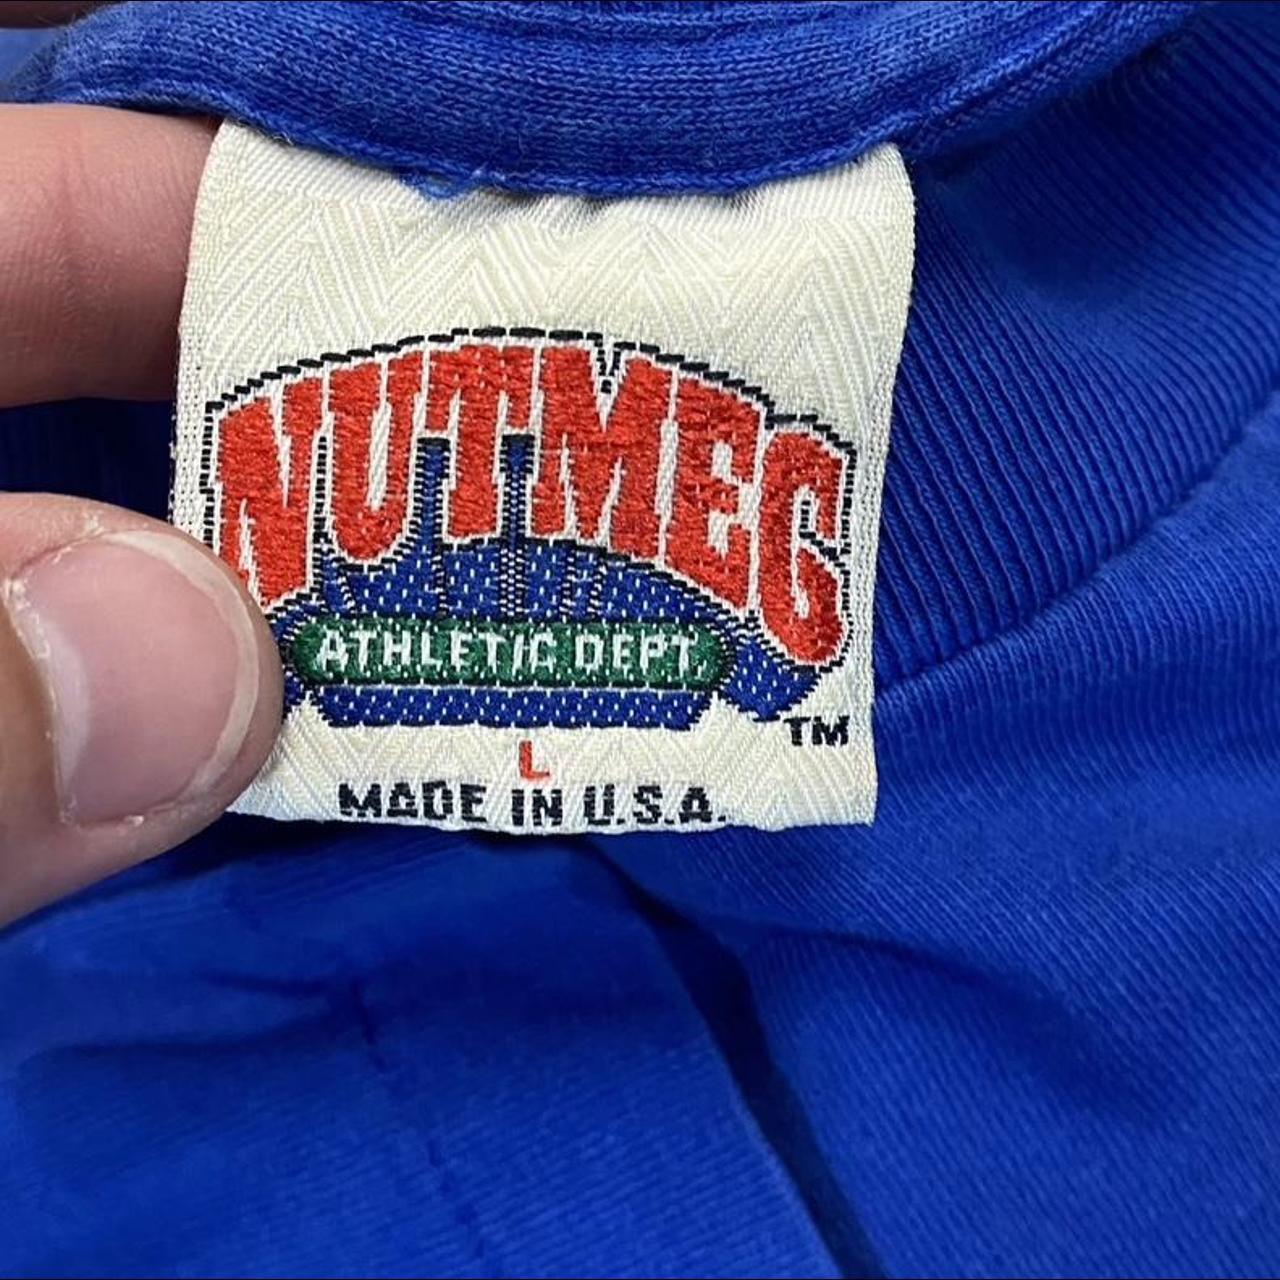 NUTMEG
ATHLETIC DEPT.
TM
L
MADE IN U.S.A.